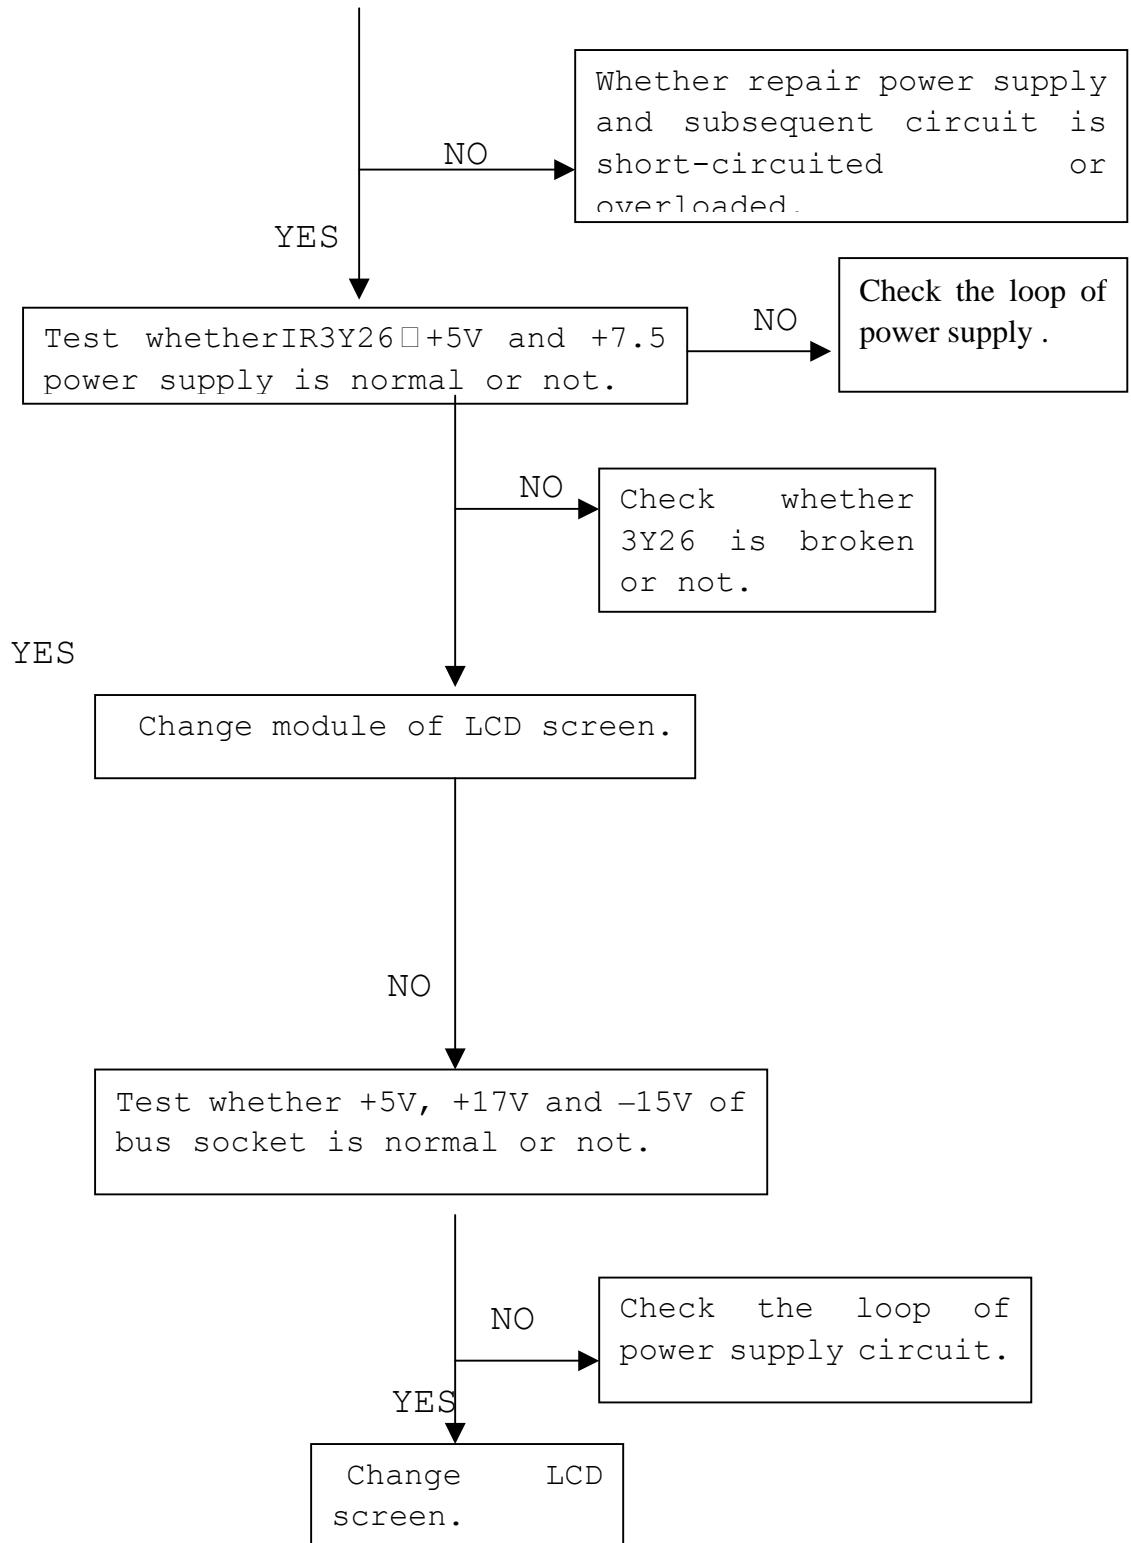 Whether repair power supply
and subsequent circuit is
short-circuited or
overloaded.
NO
YES
Check the loop of
power supply .
NO
Test whetherIR3Y26□+5V and +7.5
power supply is normal or not.
NO
Check whether
3Y26 is broken
or not.
YES
Change module of LCD screen.
NO
Test whether +5V, +17V and –15V of
bus socket is normal or not.
NO
Check the loop of
power supply circuit.
YES
Change LCD
screen.